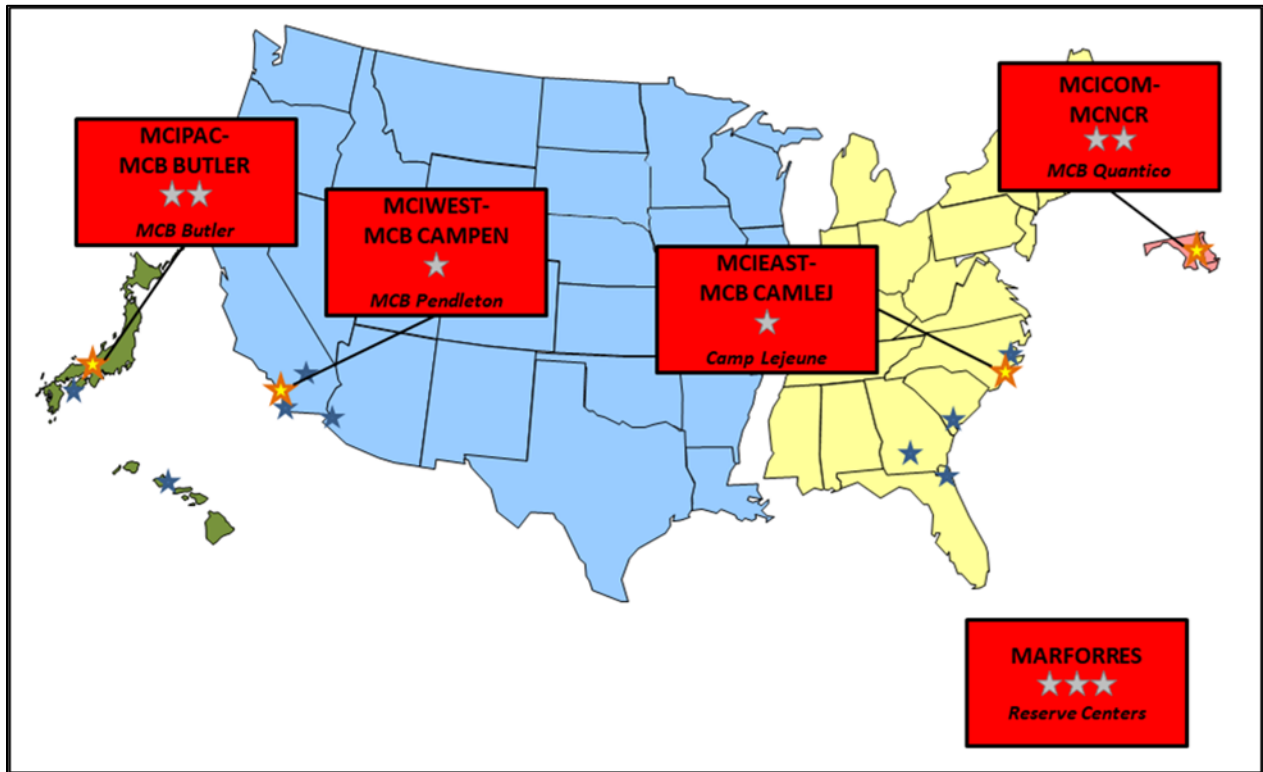 MCIPAC-
MCB BUTLER
MCB Butler
MCIWEST-
MCB CAMPEN
MCB Pendleton
MCIEAST-
MCB CAMLEJ
Camp Lejeune
MCICOM-
MCNCR
MCB Quantico
MARFORRES
Reserve Centers